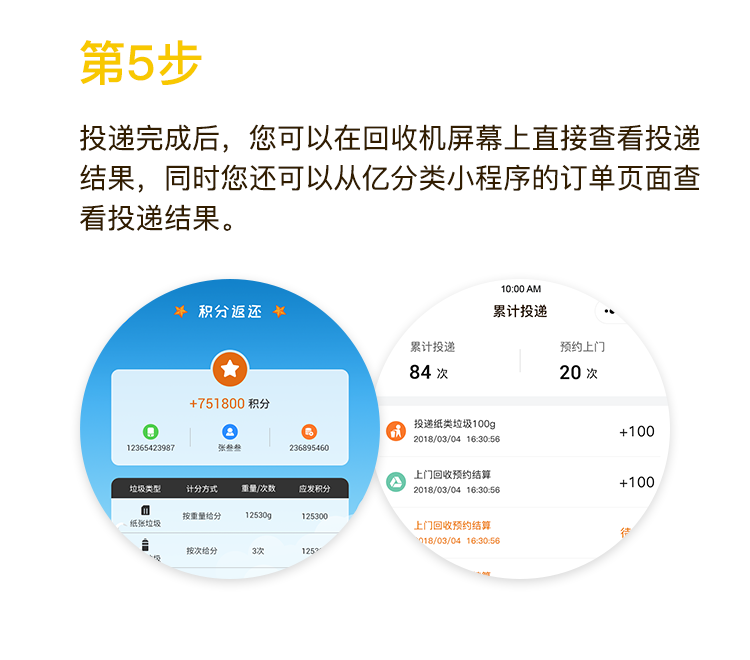 第5步
投递完成后，您可以在回收机屏幕上直接查看投递
结果，同时您还可以从亿分类小程序的订单页面查
看投递结果。
积分返还
+751800 积分
12365423987 张叁叁 236895460
垃圾类型 计分方式 重量/次数 应发积分
纸张垃圾 按重量给分 12530g 125300
垃圾 按次给分 3次
10:00 AM
累计投递
累计投递 预约上门
84 次 20 次
投递纸类垃圾100g
2018/03/04 16:30:56
+100
上门回收预约结算
2018/03/04 16:30:56
+100
上门回收预约结算
2018/03/04 16:30:56
待